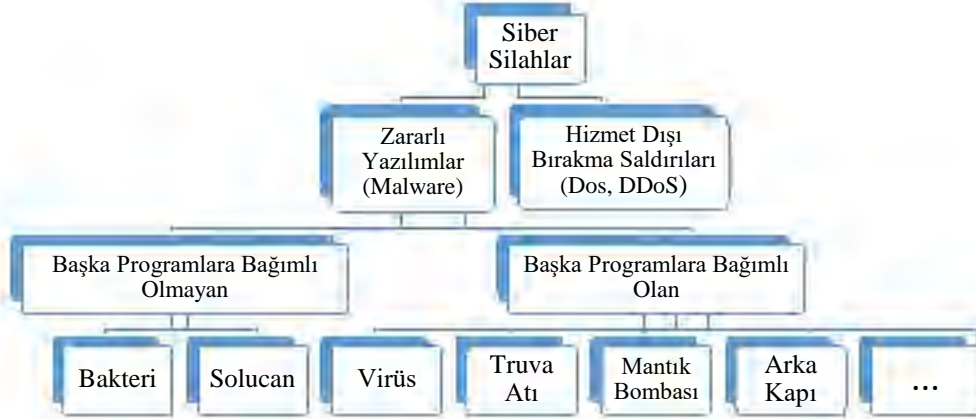 Siber
Silahlar
Zararlı
Yazılımlar
(Malware)
Hizmet Dışı
Bırakma Saldırıları
(Dos, DDoS)
Başka Programlara Bağımlı
Olmayan
Başka Programlara Bağımlı
Olan
Bakteri
Solucan
Virüs
Truva
Atı
Mantık
Bombası
Arka
Kapı
...